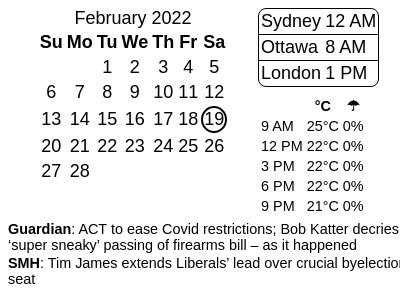 February 2022
Su Mo Tu We Th Fr Sa
1 2 3 4 5
6 7 8 9 10 11 12
13 14 15 16 17 18 19
20 21 22 23 24 25 26
27 28
Sydney 12 AM
Ottawa 8 AM
London 1 PM
°C ☂
9 AM 25°C 0%
12 PM 22°C 0%
3 PM 22°C 0%
6 PM 22°C 0%
9 PM 21°C 0%
Guardian: ACT to ease Covid restrictions; Bob Katter decries
‘super sneaky’ passing of firearms bill – as it happened
SMH: Tim James extends Liberals’ lead over crucial byelection
seat